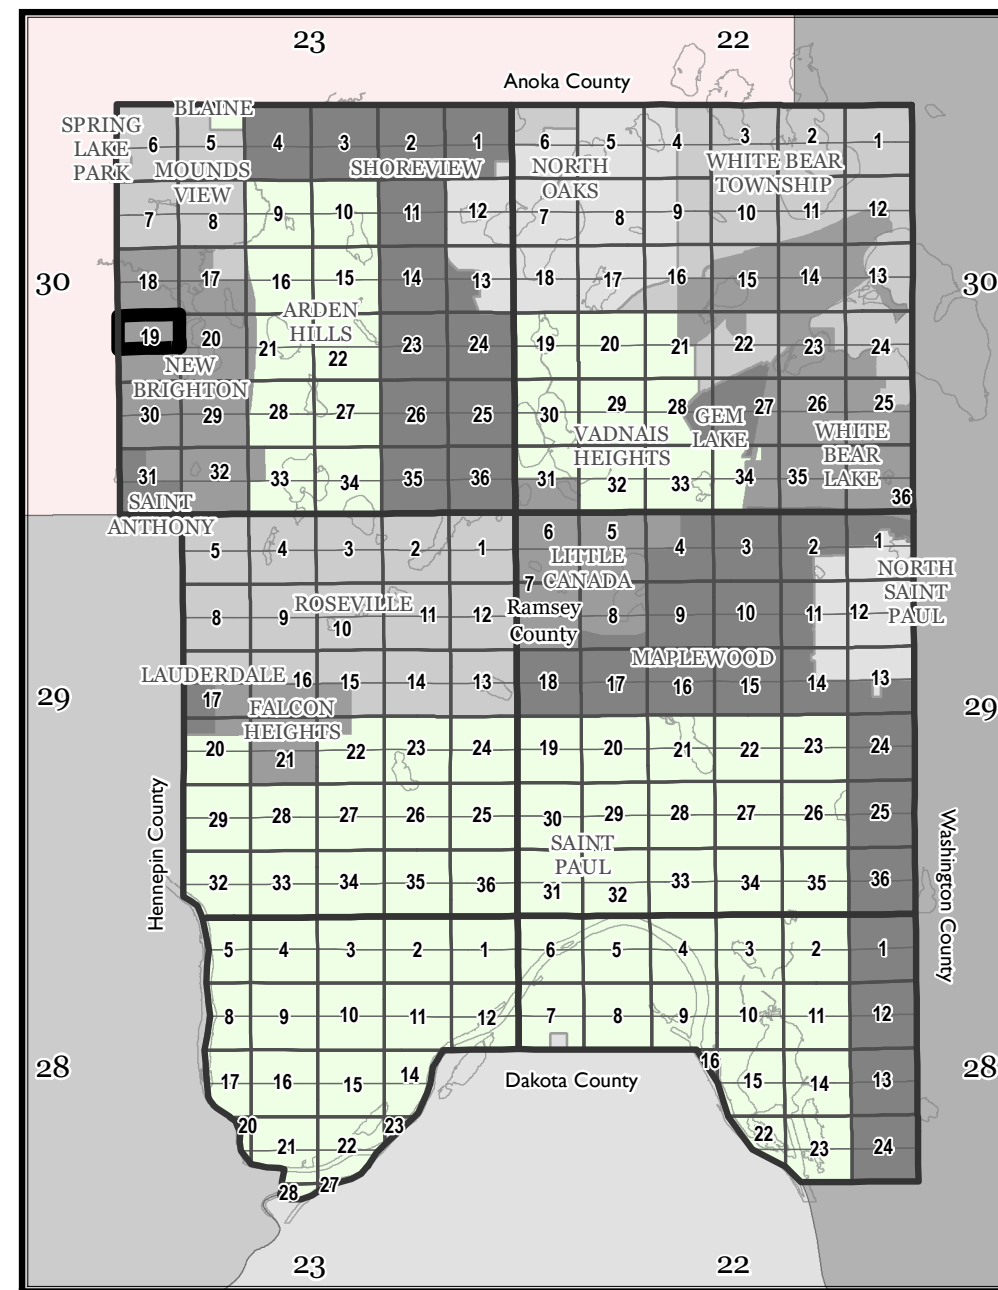 23 22
Anoka County
BLAINE
SPRING
LAKE
PARK
6 5 4 3 2 1 6 5 4 3 2 1
MOUNDS
VIEW
SHOREVIEW
NORTH
OAKS
WHITE BEAR
TOWNSHIP
7 8 9 10 11 12 7 8 9 10 11 12
30 18 17 16 15 14 13 18 17 16 15 14 13 30
ARDEN
HILLS
19 20 21 22 23 24 19 20 21 22 23 24
NEW
BRIGHTON
30 29 28 27 26 25 30 29 28 27 26 25
GEM
LAKE
VADNAIS
HEIGHTS
WHITE
BEAR
LAKE
31 32 33 34 35 36 31 32 33 34 35 36
SAINT
ANTHONY
5 4 3 2 1 6 5 4 3 2 1
LITTLE
CANADA
NORTH
SAINT
PAUL
8 9 10 11 12 7 8 9 10 11 12
ROSEVILLE
Ramsey
County
MAPLEWOOD
LAUDERDALE
17 16 15 14 13 18 17 16 15 14 13
29 29
FALCON
HEIGHTS
20 21 22 23 24 19 20 21 22 23 24
29 28 27 26 25 30 29 28 27 26 25
SAINT
PAUL
Hennepin County
Washington County
32 33 34 35 36 31 32 33 34 35 36
5 4 3 2 1 6 5 4 3 2 1
8 9 10 11 12 7 8 9 10 11 12
28 17 16 15 14 16 15 14 13 28
Dakota County
20 21 22 23 22 23 24
28 27
23 22